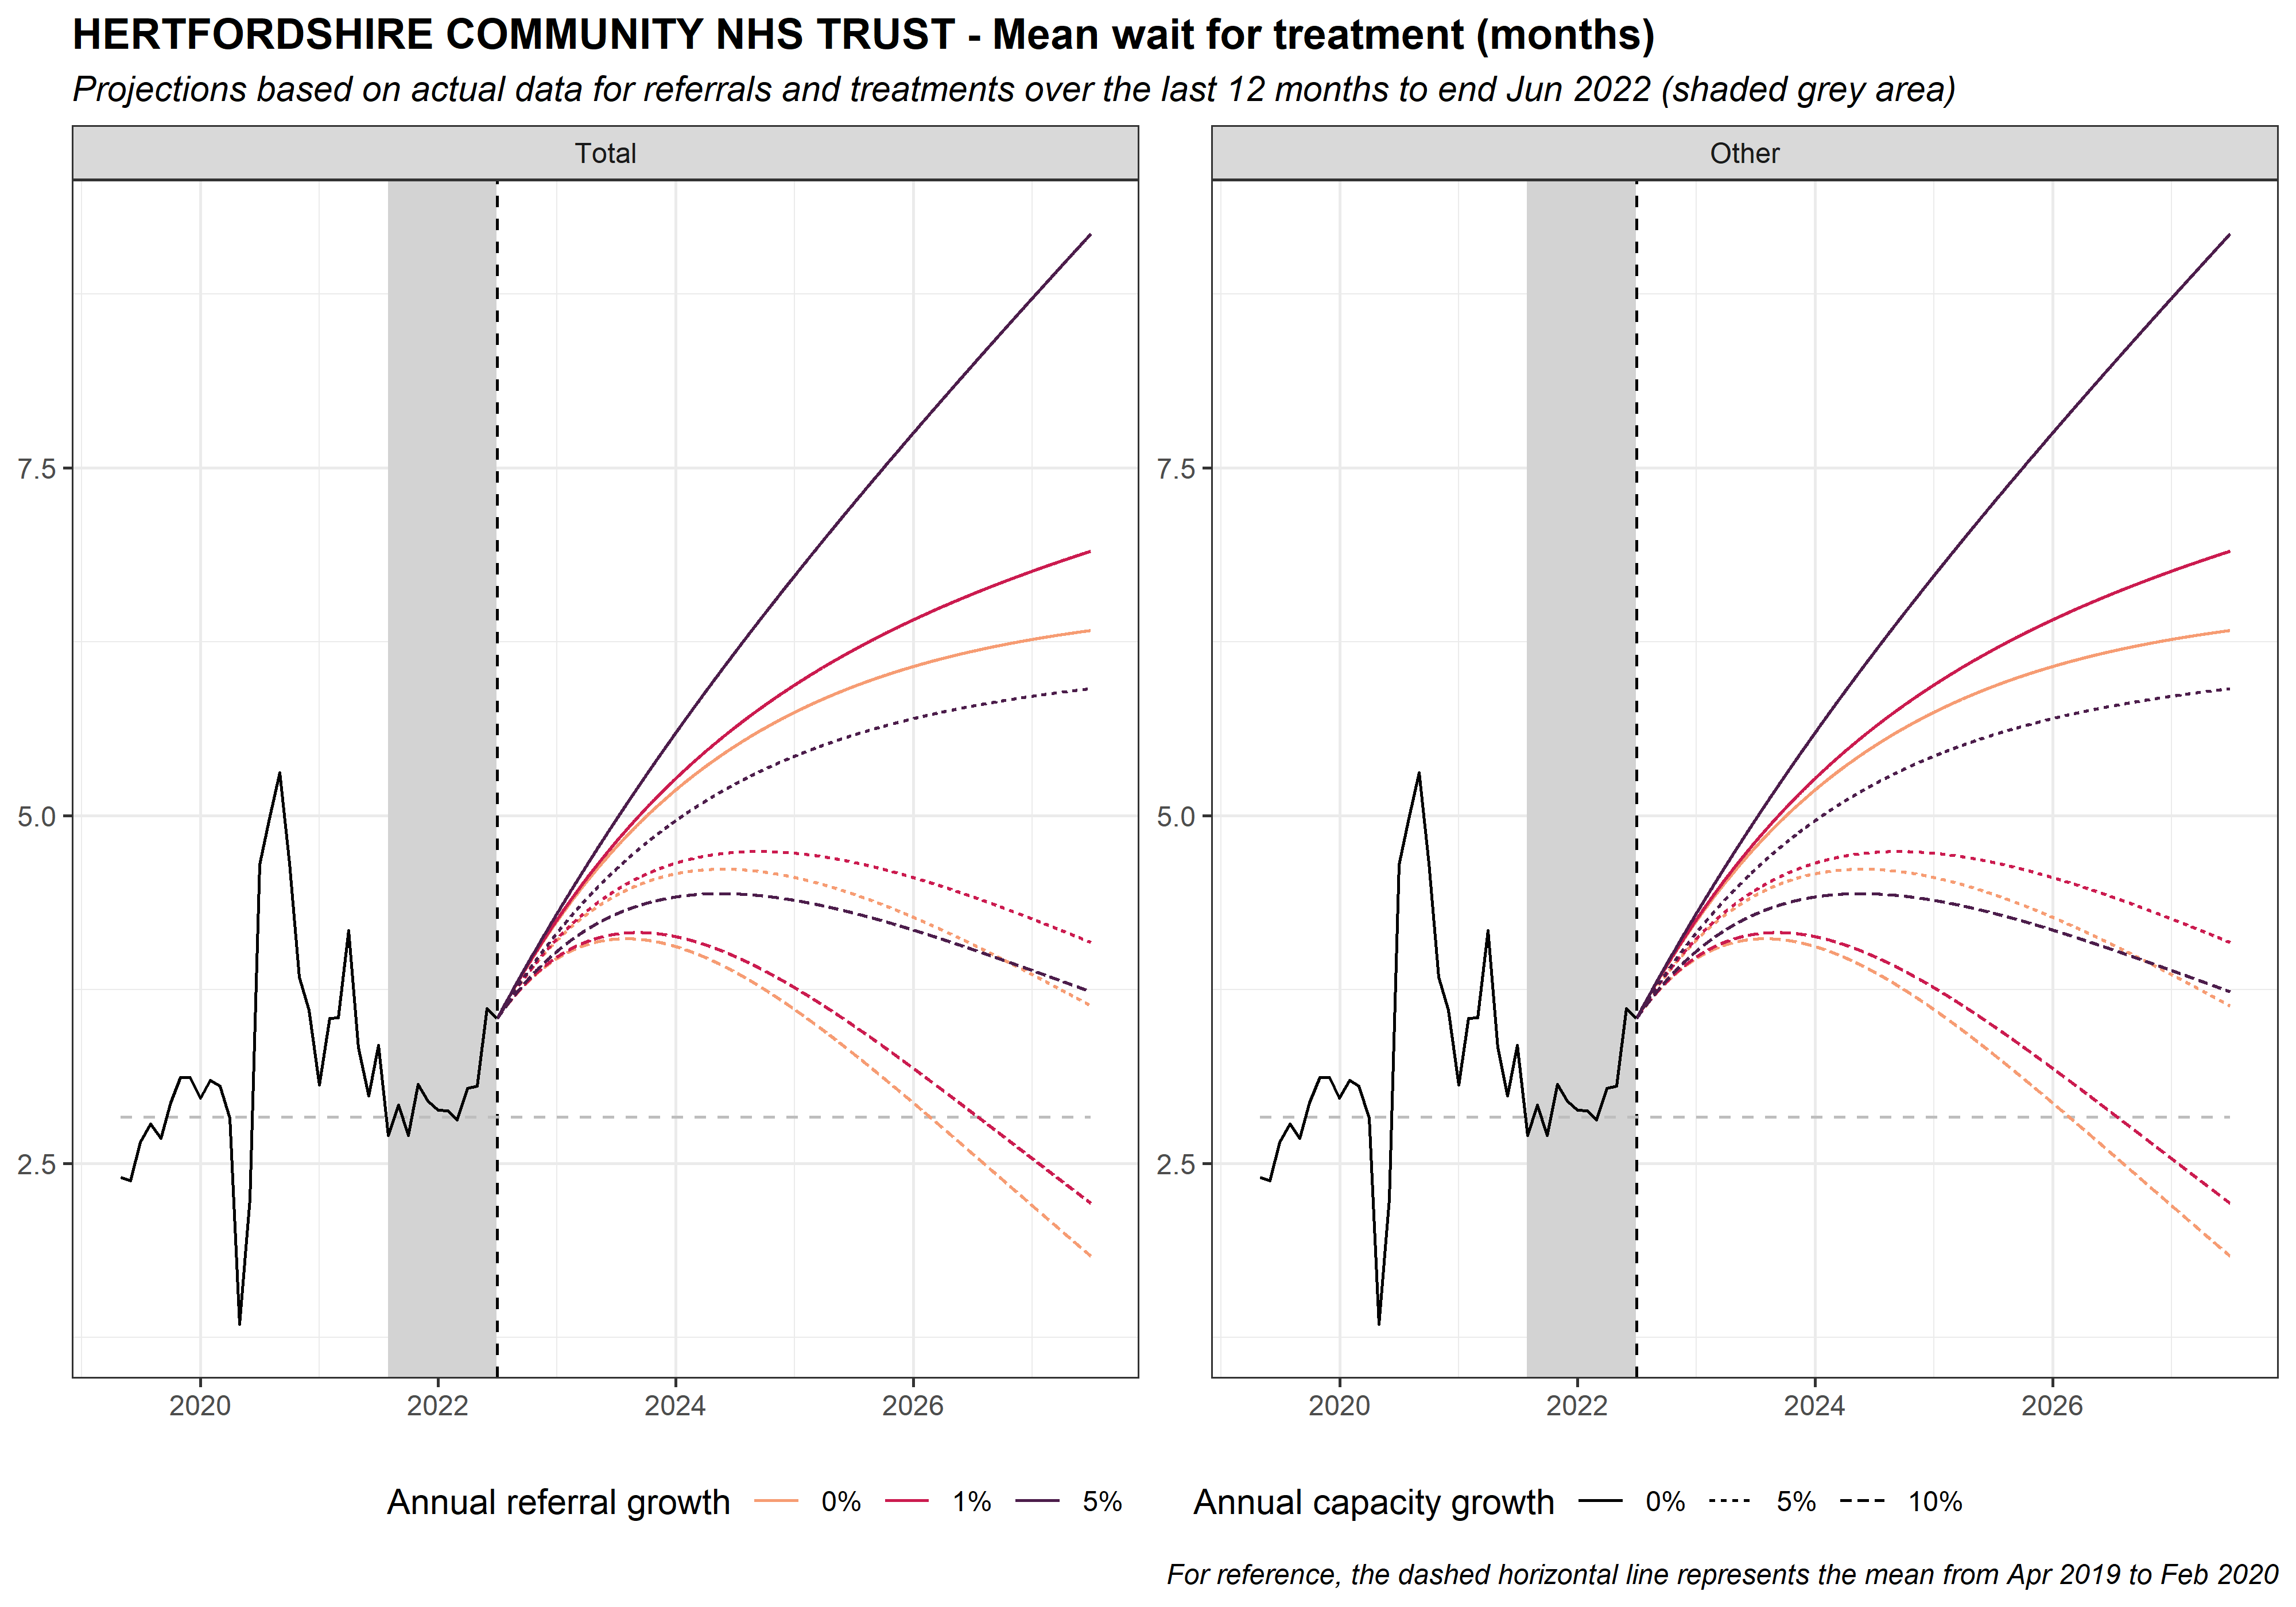 HERTFORDSHIRE COMMUNITY NHS TRUST - Mean wait for treatment (months)
Projections based on actual data for referrals and treatments over the last 12 months to end Jun 2022 (shaded grey area)
Total
Other
7.5
5.0
2.5
7.5
5.0
2.5
2020 2022 2024 2026
2020 2022 2024 2026
Annual referral growth 0% 1% 5%
Annual capacity growth 0% 5% 10%
For reference, the dashed horizontal line represents the mean from Apr 2019 to Feb 2020